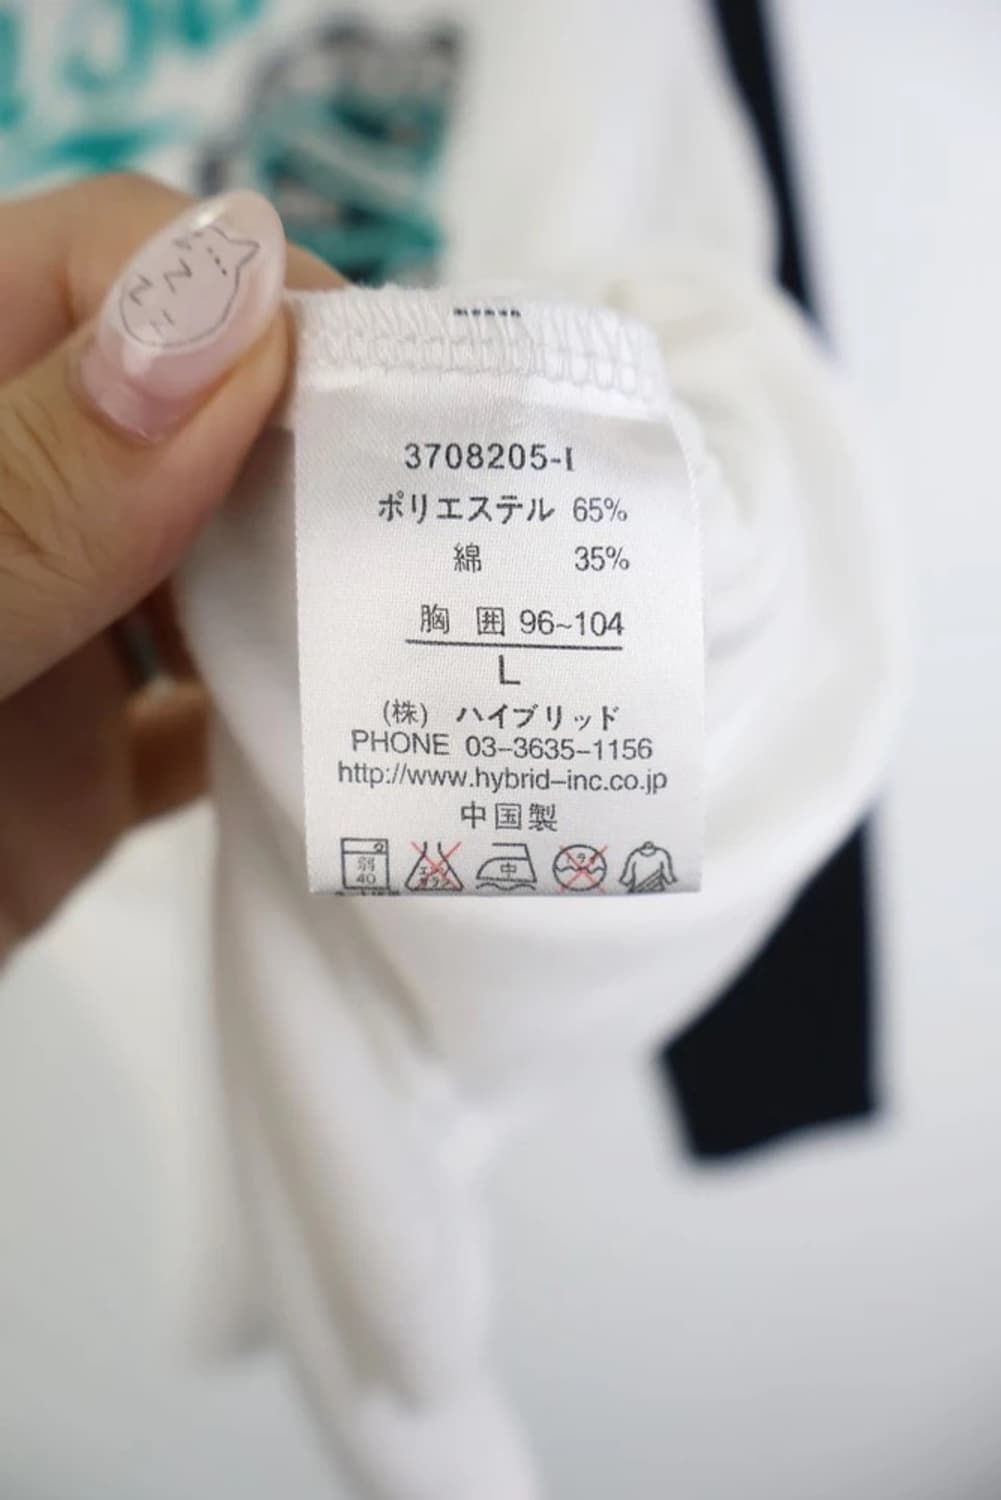 3708205-1
ポリエステル 65%
綿 35%
胸 囲 96~104
L
(株) ハイブリッド
PHONE 03-3635-1156
http://www.hybrid-inc.co.jp
中国製
弱 中
40
z z z